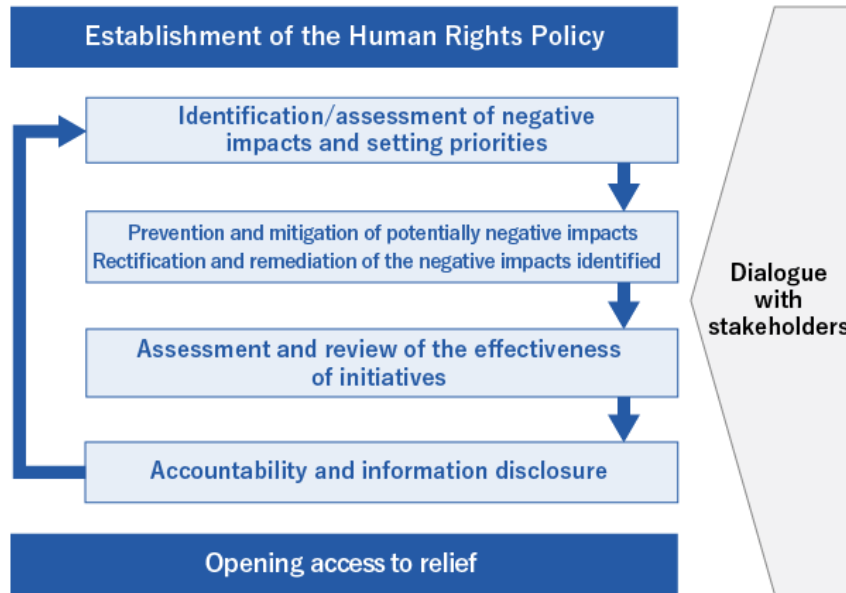 Establishment of the Human Rights Policy
Identification/assessment of negative
impacts and setting priorities
Prevention and mitigation of potentially negative impacts
Rectification and remediation of the negative impacts identified
Assessment and review of the effectiveness
of initiatives
Accountability and information disclosure
Opening access to relief
Dialogue
with
stakeholders